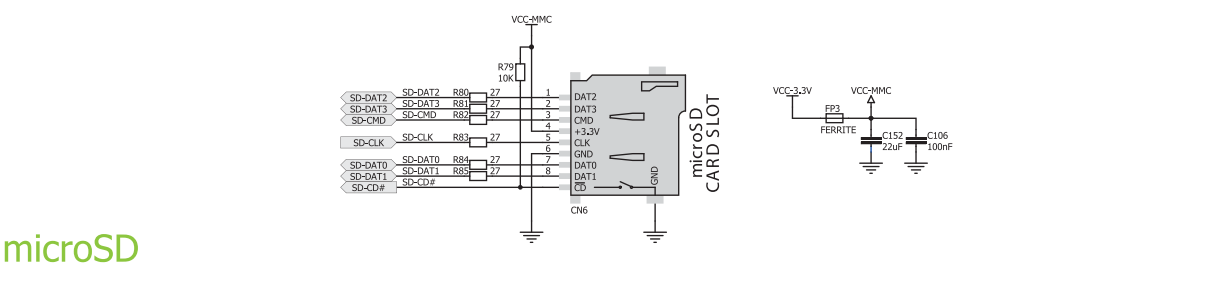 VCC-MMC
R79
10K
SD-DAT2 SD-DAT2 R80 27 1 DAT2
SD-DAT3 SD-DAT3 R81 27 2 DAT3
SD-CMD SD-CMD R82 27 3 CMD
4 +3.3V
SD-CLK SD-CLK R83 27 5 CLK
6 GND
SD-DAT0 SD-DAT0 R84 27 7 DAT0
SD-DAT1 SD-DAT1 R85 27 8 DAT1
SD-CD# SD-CD# CD
GND
CN6
microSD
CARD SLOT
VCC-3.3V VCC-MMC
FP3
FERRITE
C152 C106
22uF 100nF
microSD